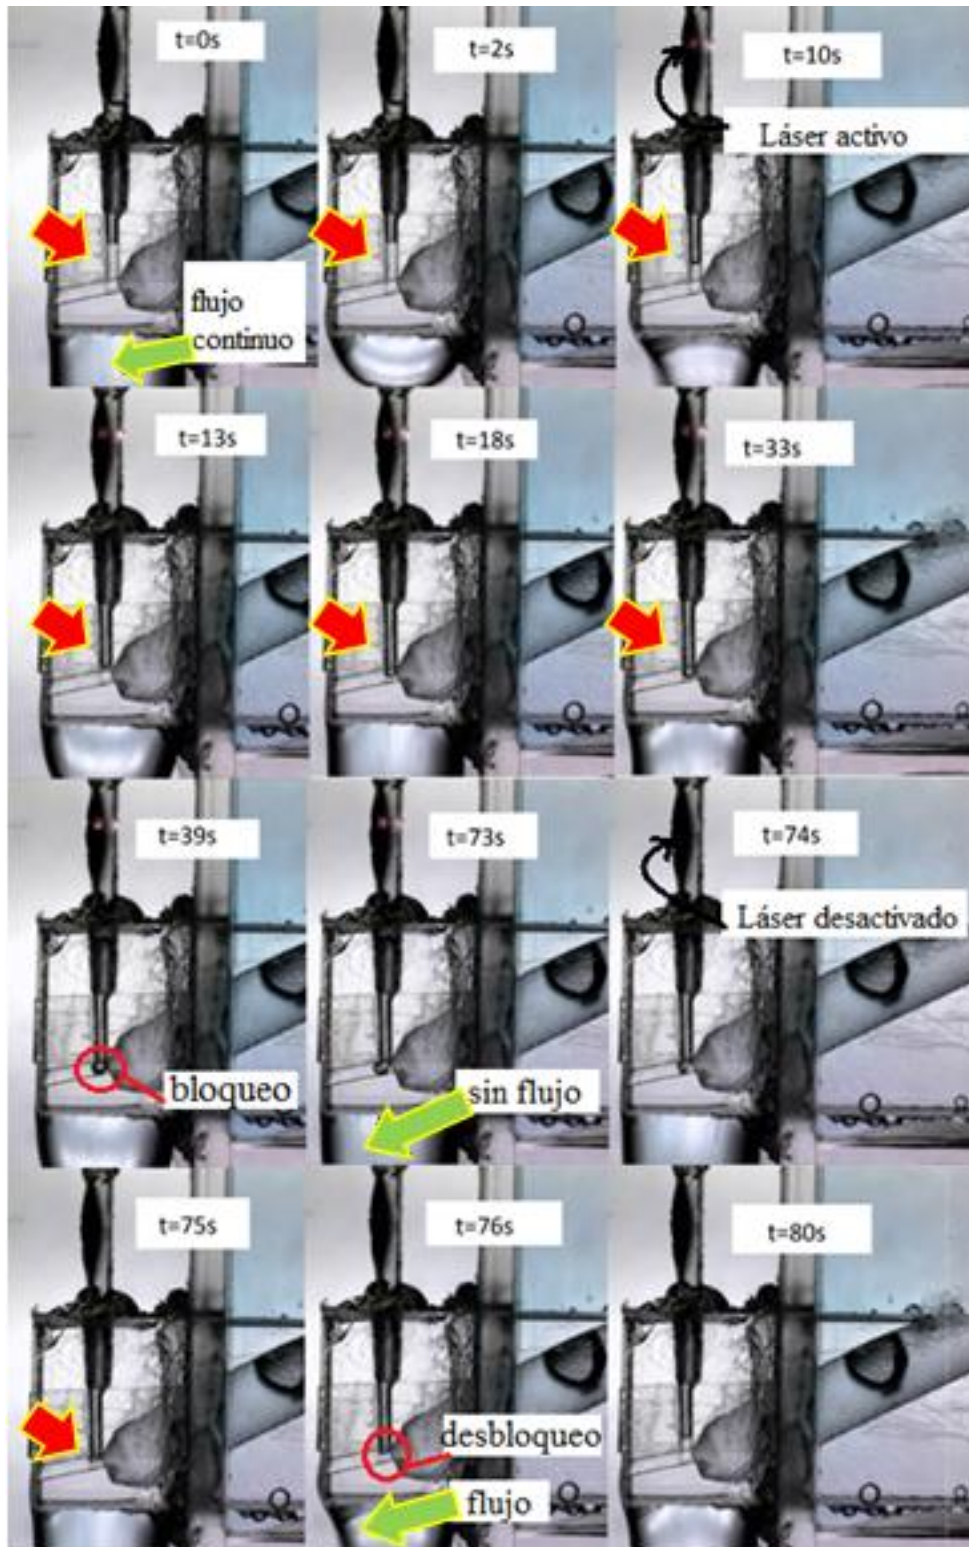 t=0s
t=2s
t=10s
Láser activo
flujo
continuo
t=13s
t=18s
t=33s
t=39s
t=73s
t=74s
Láser desactivado
bloqueo
sin flujo
t=75s
t=76s
t=80s
desbloqueo
flujo